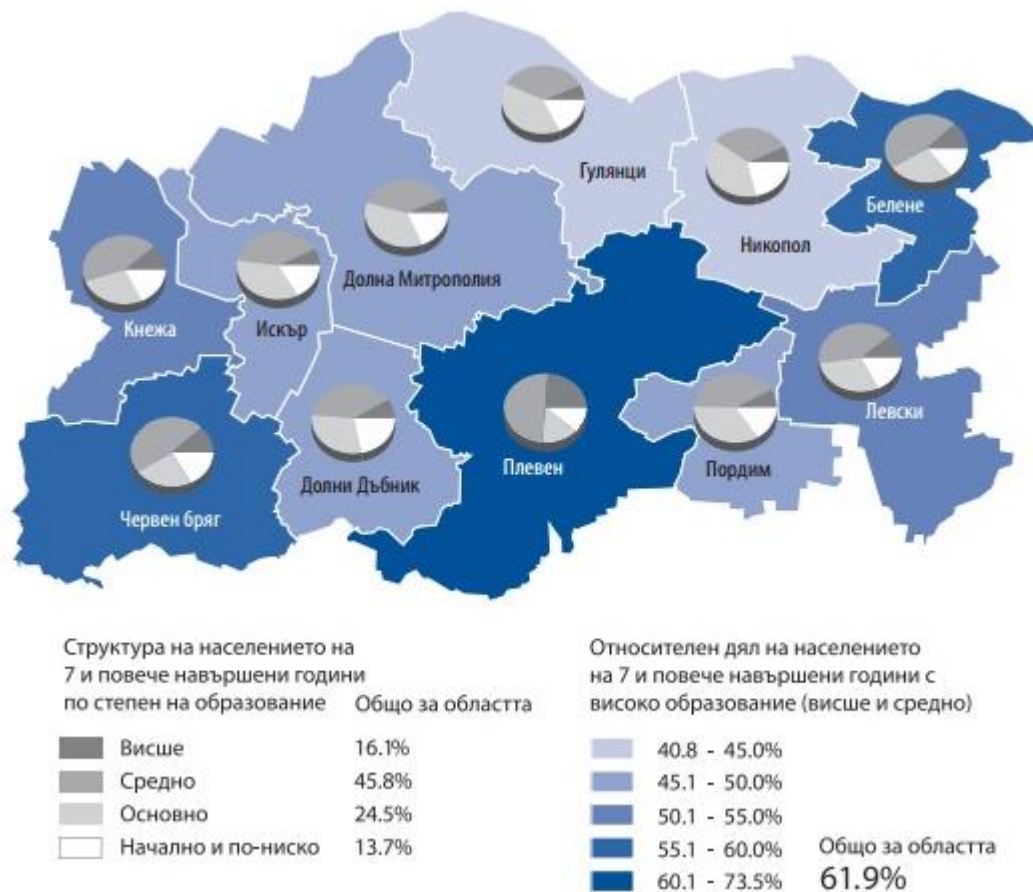 Гулянци
Белене
Никопол
Долна Митрополия
Кнежа
Искър
Левски
Плевен
Пордим
Долни Дъбник
Червен бряг
Структура на населението на
7 и повече навършени години
по степен на образование
Общо за областта
Висше 16.1%
Средно 45.8%
Основно 24.5%
Начално и по-ниско 13.7%
Относителен дял на населението
на 7 и повече навършени години с
високо образование (висше и средно)
40.8 - 45.0%
45.1 - 50.0%
50.1 - 55.0%
55.1 - 60.0%
60.1 - 73.5%
Общо за областта
61.9%